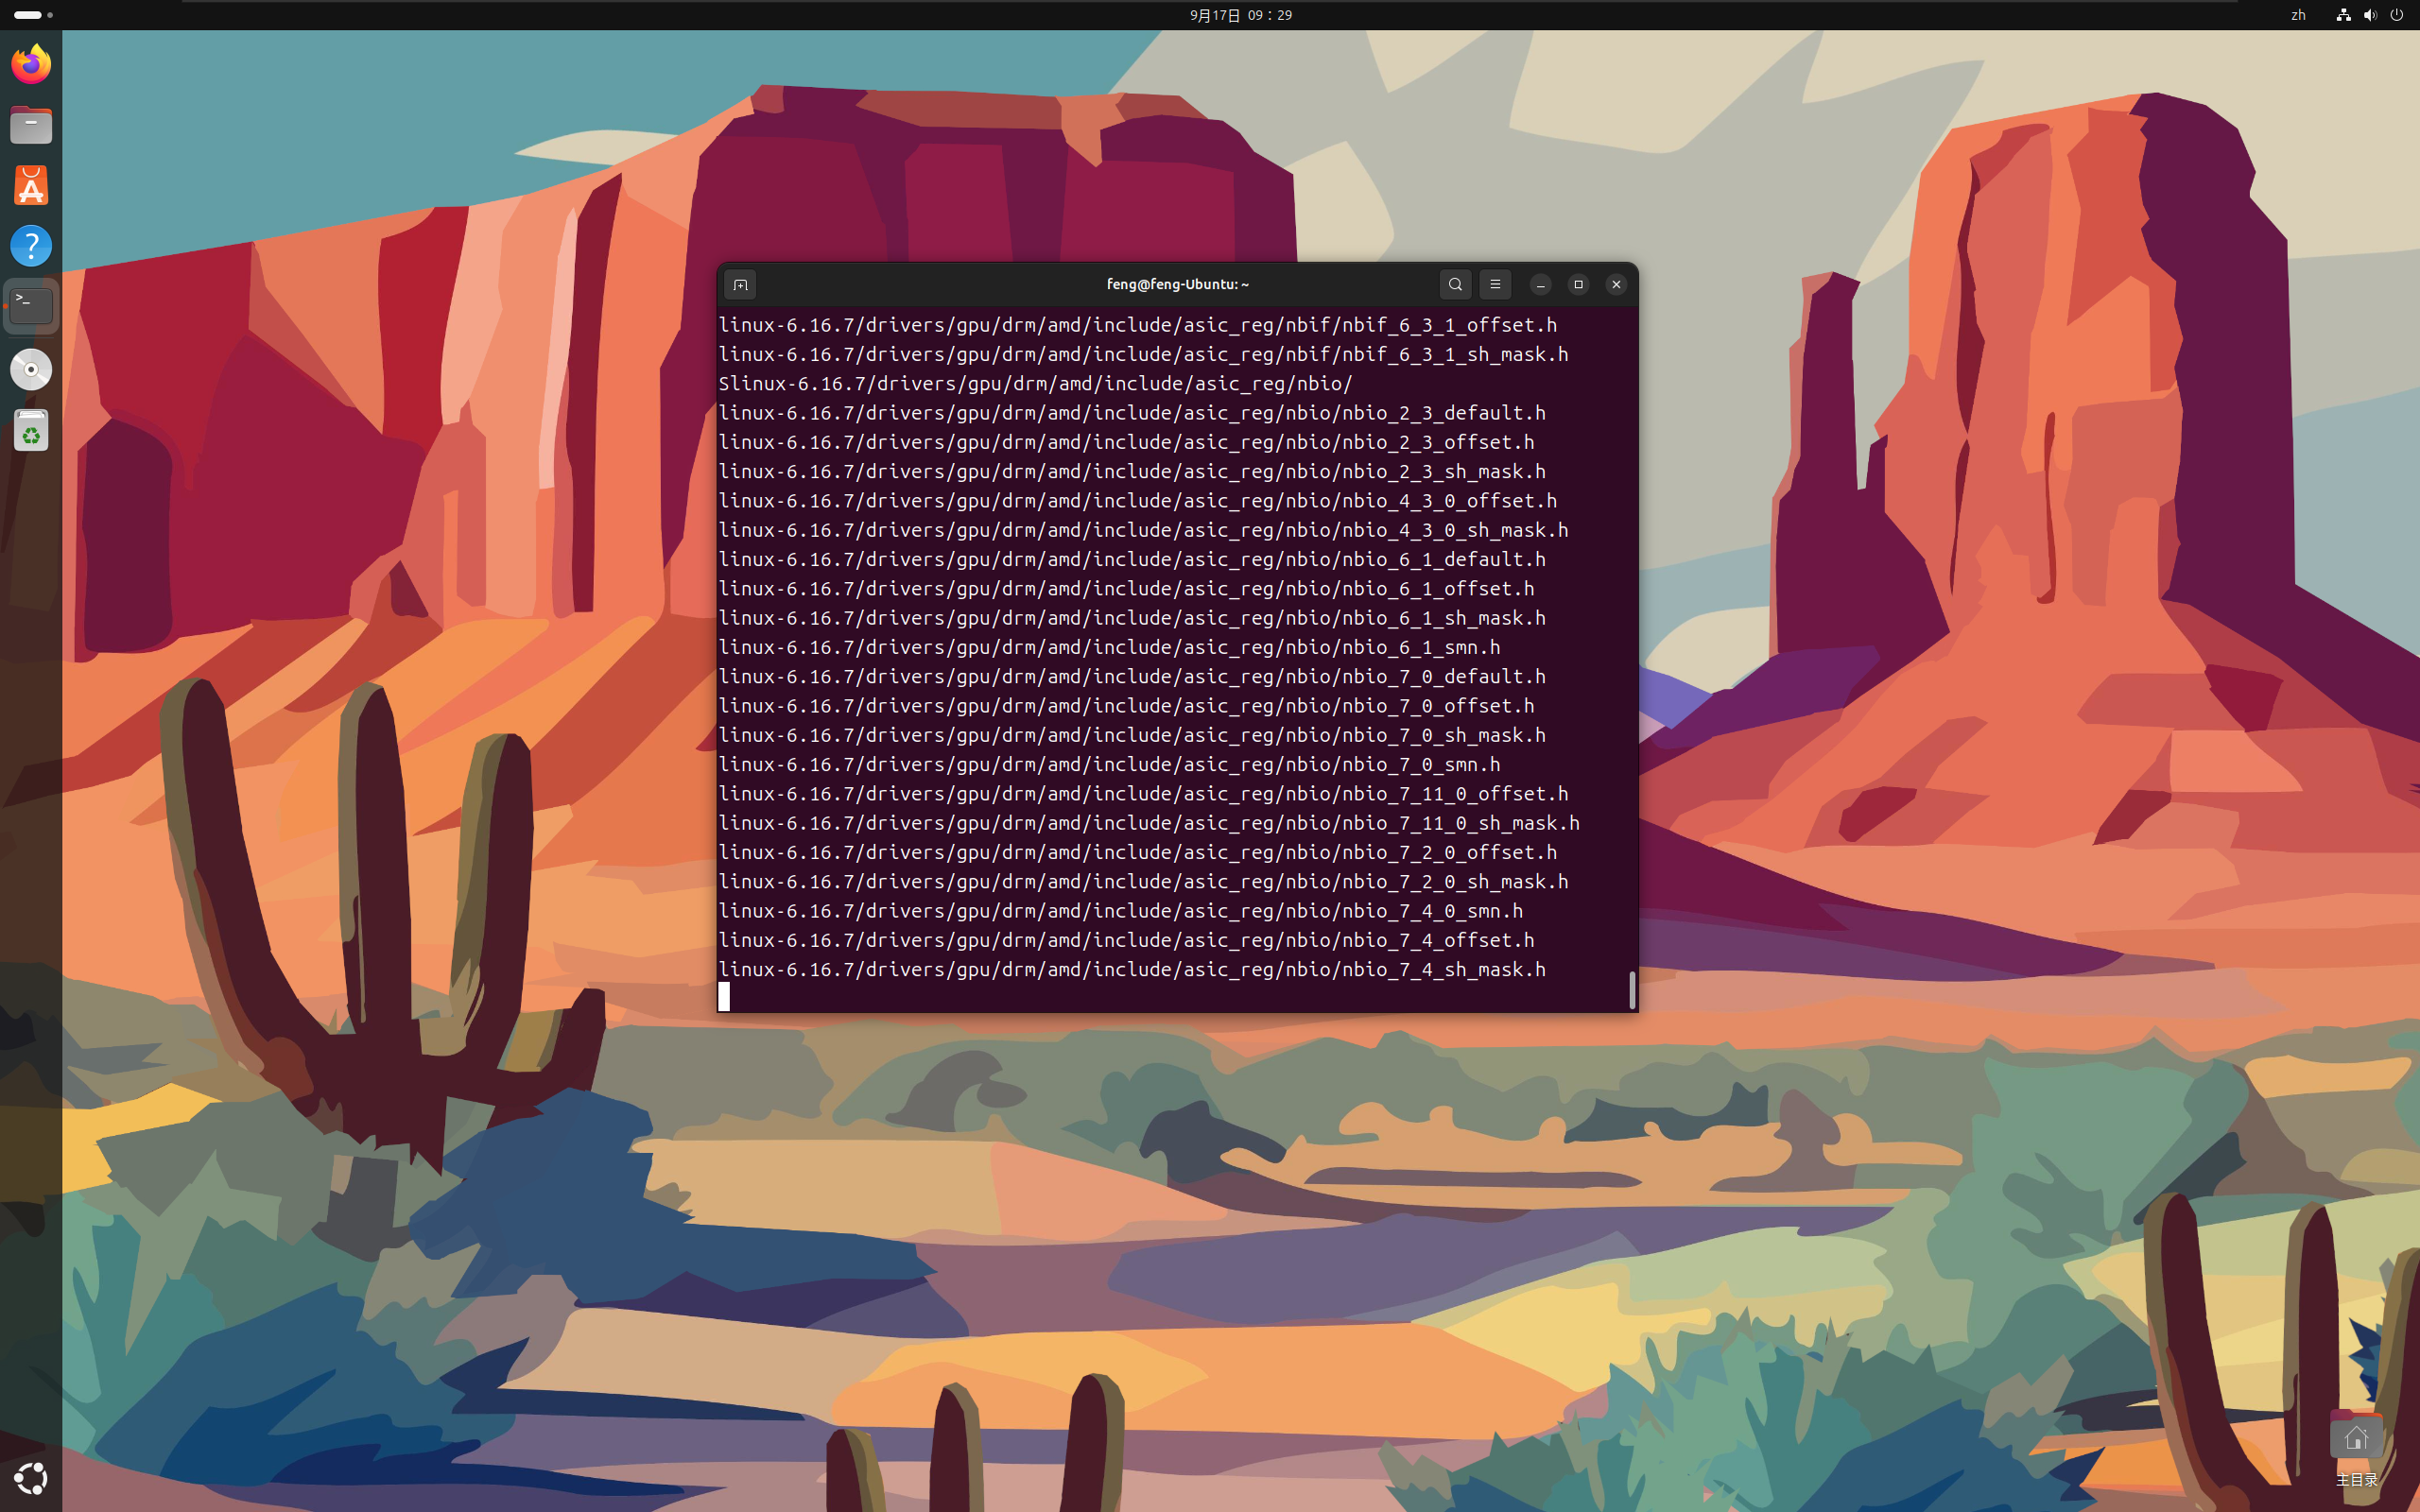 9月17日 09：29
zh
feng@feng-Ubuntu: ~
linux-6.16.7/drivers/gpu/drm/amd/include/asic_reg/nbif/nbif_6_3_1_offset.h
linux-6.16.7/drivers/gpu/drm/amd/include/asic_reg/nbif/nbif_6_3_1_sh_mask.h
Slinux-6.16.7/drivers/gpu/drm/amd/include/asic_reg/nbio/
linux-6.16.7/drivers/gpu/drm/amd/include/asic_reg/nbio/nbio_2_3_default.h
linux-6.16.7/drivers/gpu/drm/amd/include/asic_reg/nbio/nbio_2_3_offset.h
linux-6.16.7/drivers/gpu/drm/amd/include/asic_reg/nbio/nbio_2_3_sh_mask.h
linux-6.16.7/drivers/gpu/drm/amd/include/asic_reg/nbio/nbio_4_3_0_offset.h
linux-6.16.7/drivers/gpu/drm/amd/include/asic_reg/nbio/nbio_4_3_0_sh_mask.h
linux-6.16.7/drivers/gpu/drm/amd/include/asic_reg/nbio/nbio_6_1_default.h
linux-6.16.7/drivers/gpu/drm/amd/include/asic_reg/nbio/nbio_6_1_offset.h
linux-6.16.7/drivers/gpu/drm/amd/include/asic_reg/nbio/nbio_6_1_sh_mask.h
linux-6.16.7/drivers/gpu/drm/amd/include/asic_reg/nbio/nbio_6_1_smn.h
linux-6.16.7/drivers/gpu/drm/amd/include/asic_reg/nbio/nbio_7_0_default.h
linux-6.16.7/drivers/gpu/drm/amd/include/asic_reg/nbio/nbio_7_0_offset.h
linux-6.16.7/drivers/gpu/drm/amd/include/asic_reg/nbio/nbio_7_0_sh_mask.h
linux-6.16.7/drivers/gpu/drm/amd/include/asic_reg/nbio/nbio_7_0_smn.h
linux-6.16.7/drivers/gpu/drm/amd/include/asic_reg/nbio/nbio_7_11_0_offset.h
linux-6.16.7/drivers/gpu/drm/amd/include/asic_reg/nbio/nbio_7_11_0_sh_mask.h
linux-6.16.7/drivers/gpu/drm/amd/include/asic_reg/nbio/nbio_7_2_0_offset.h
linux-6.16.7/drivers/gpu/drm/amd/include/asic_reg/nbio/nbio_7_2_0_sh_mask.h
linux-6.16.7/drivers/gpu/drm/amd/include/asic_reg/nbio/nbio_7_4_0_smn.h
linux-6.16.7/drivers/gpu/drm/amd/include/asic_reg/nbio/nbio_7_4_offset.h
linux-6.16.7/drivers/gpu/drm/amd/include/asic_reg/nbio/nbio_7_4_sh_mask.h
主目录